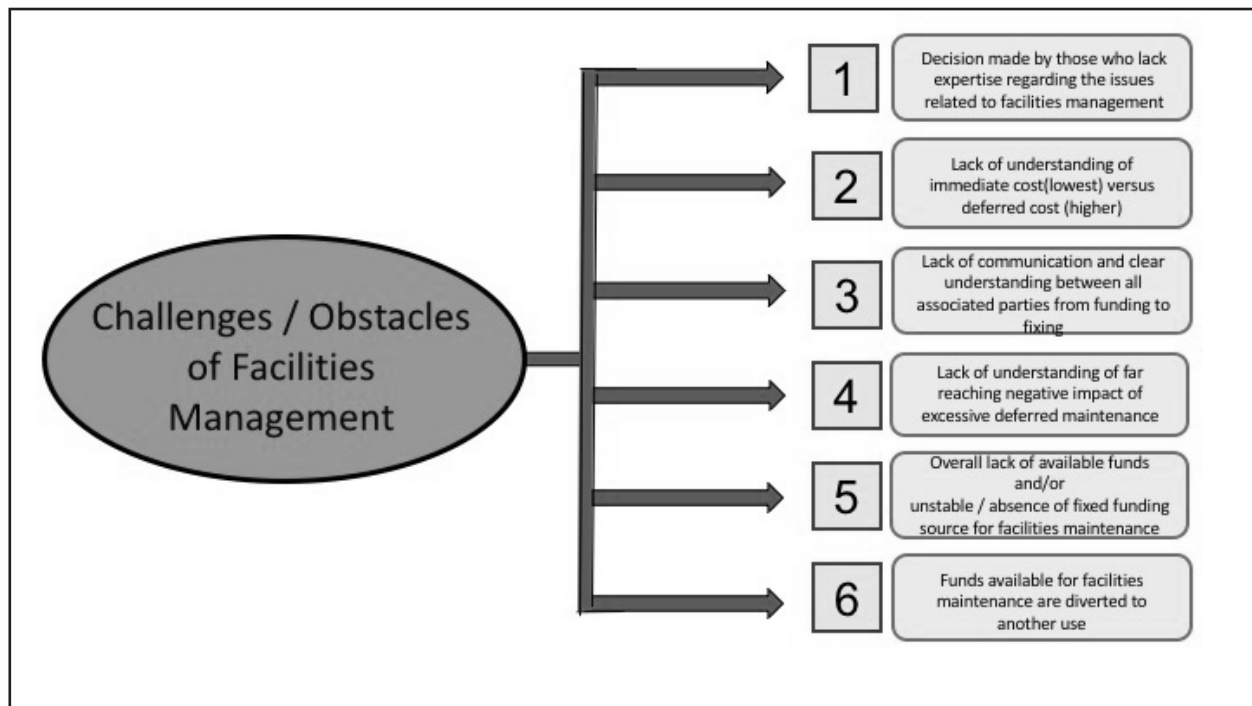 Challenges / Obstacles
of Facilities
Management
1
Decision made by those who lack
expertise regarding the issues
related to facilities management
2
Lack of understanding of
immediate cost(lowest) versus
deferred cost (higher)
3
Lack of communication and clear
understanding between all
associated parties from funding to
fixing
4
Lack of understanding of far
reaching negative impact of
excessive deferred maintenance
5
Overall lack of available funds
and/or
unstable / absence of fixed funding
source for facilities maintenance
6
Funds available for facilities
maintenance are diverted to
another use